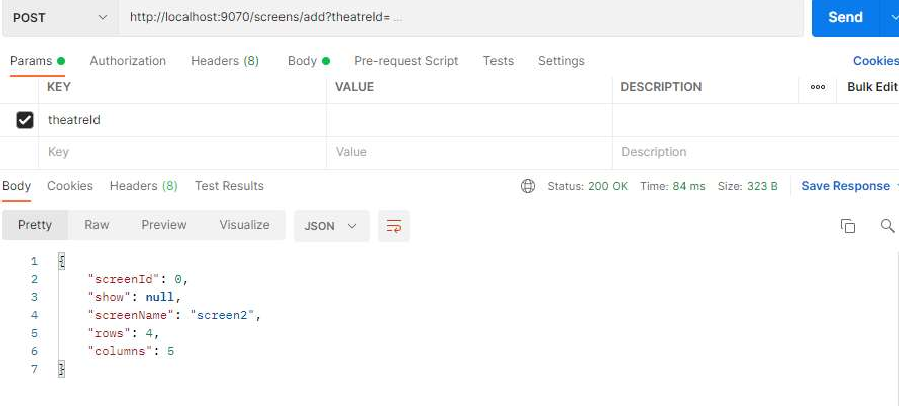 POST http://localhost:9070/screens/add?theatreId= ... Send
Params Authorization Headers (8) Body Pre-request Script Tests Settings Cookies
KEY VALUE DESCRIPTION ooo Bulk Edit
theatreId
Key Value Description
Body Cookies Headers (8) Test Results Status: 200 OK Time: 84 ms Size: 323 B Save Response
Pretty Raw Preview Visualize JSON
1 {
2 "screenId": 0,
3 "show": null,
4 "screenName": "screen2",
5 "rows": 4,
6 "columns": 5
7 }